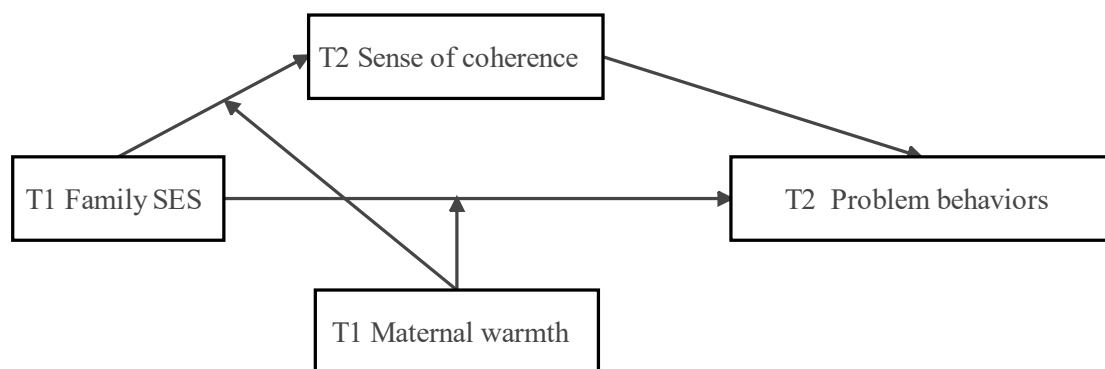 T2 Sense of coherence
T1 Family SES
T2 Problem behaviors
T1 Maternal warmth